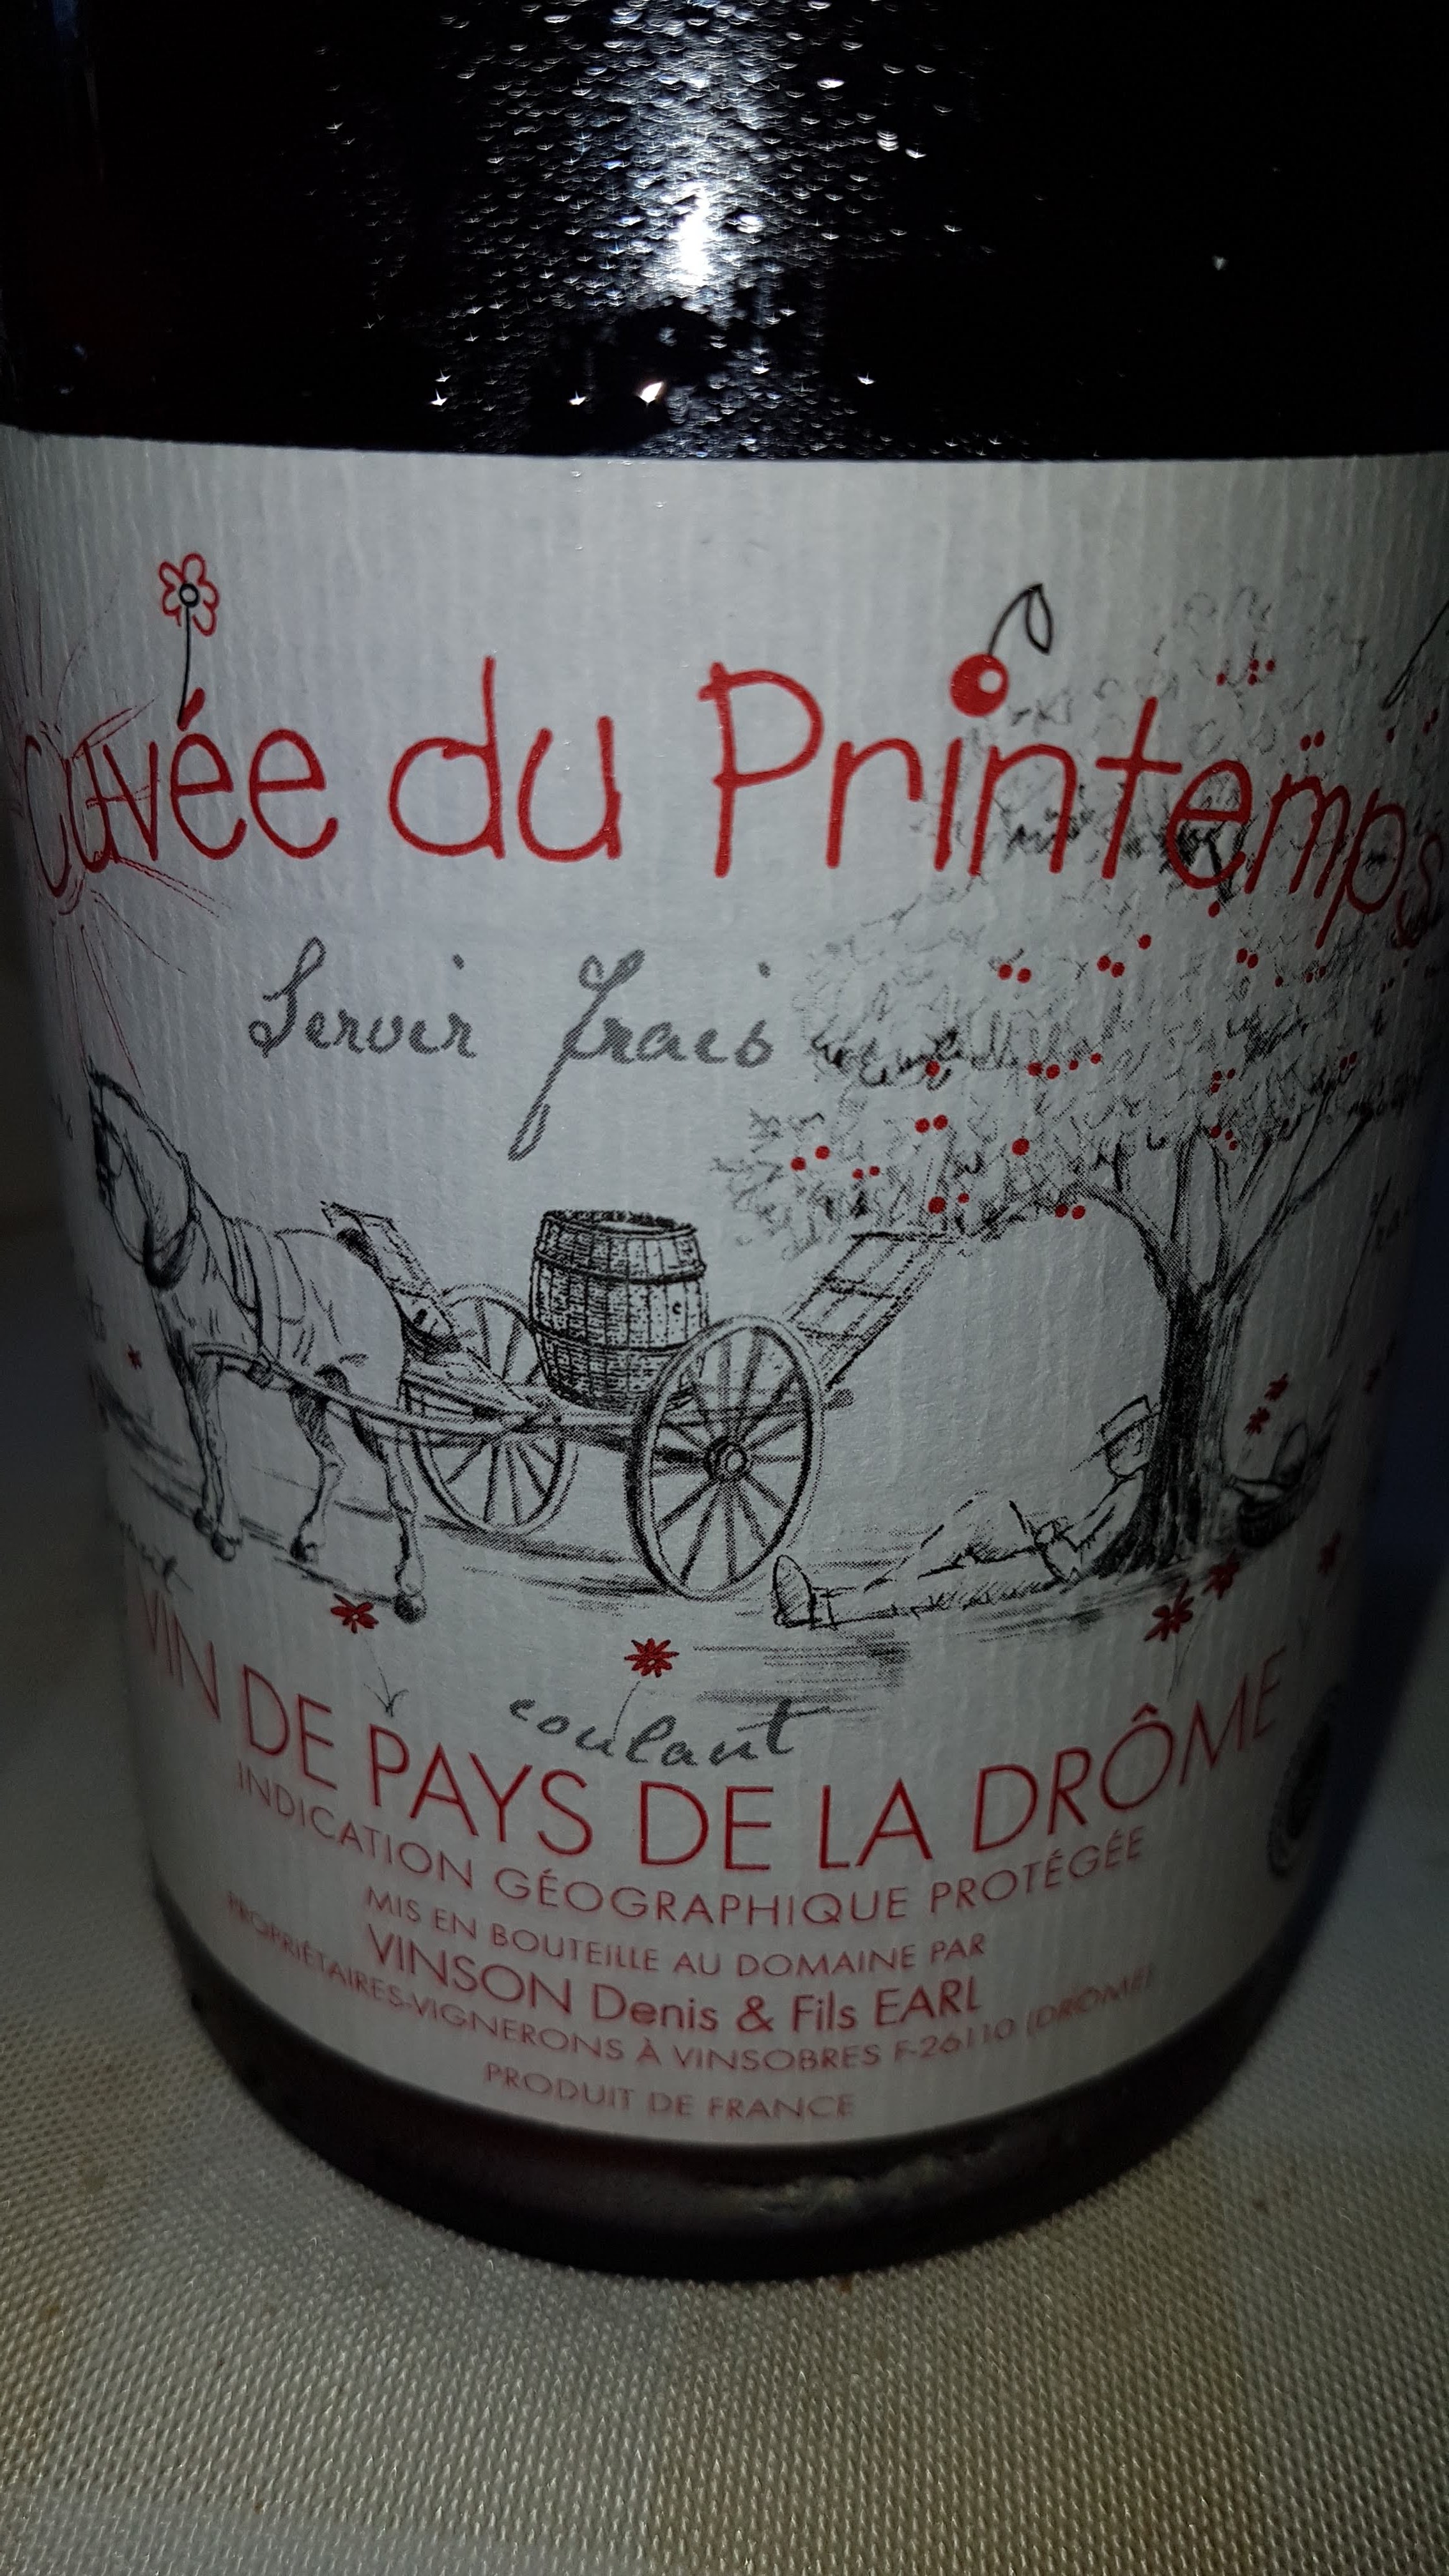 Cuvée du Printemps
Servir frais
coulant
VIN DE PAYS DE LA DRÔME
INDICATION GÉOGRAPHIQUE PROTÉGÉE
MIS EN BOUTEILLE AU DOMAINE PAR
VINSON Denis & Fils EARL
PROPRIÉTAIRES-VIGNERONS À VINSOBRES F-26110 (DRÔME)
PRODUIT DE FRANCE